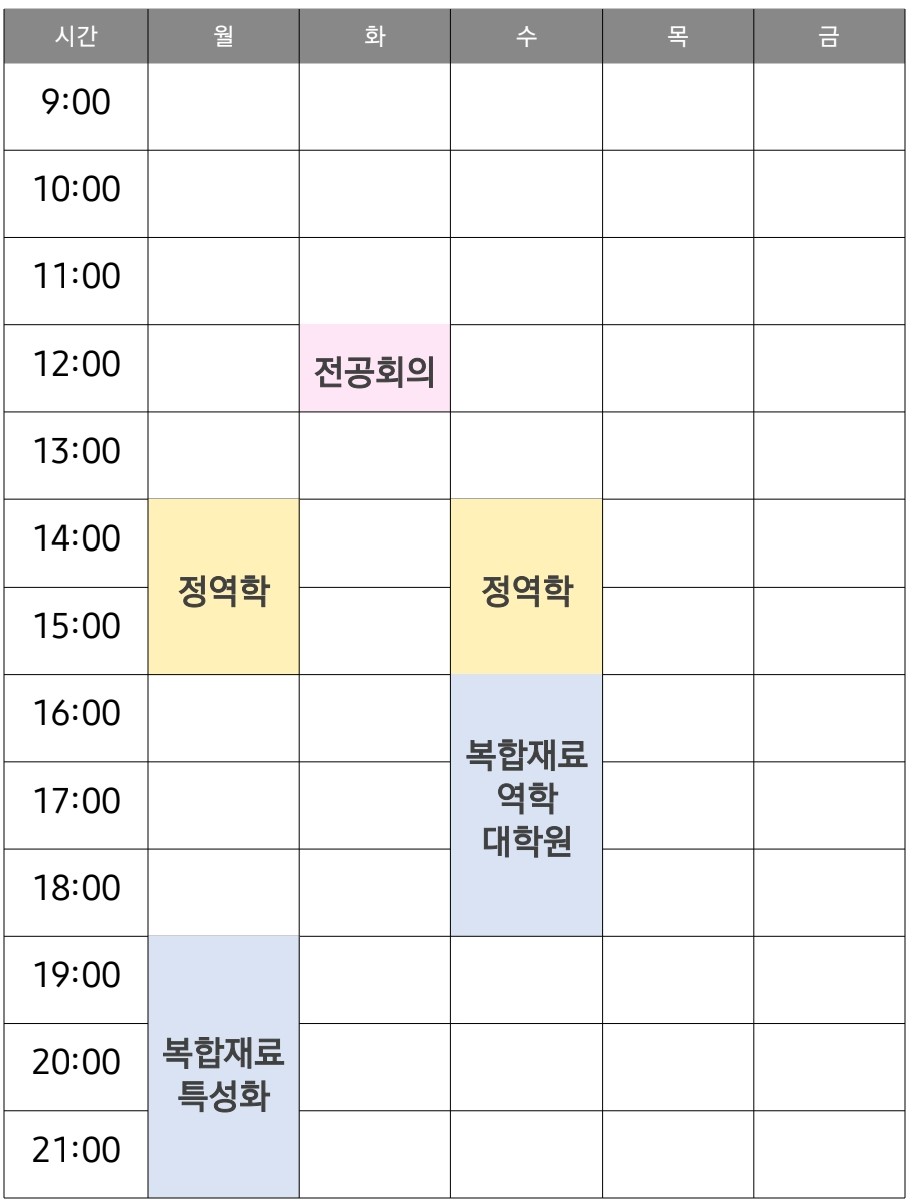 시간 월 화 수 목 금
9:00
10:00
11:00
12:00 전공회의
13:00
14:00
정역학 정역학
15:00
16:00
복합재료
역학
17:00
대학원
18:00
19:00
20:00 복합재료
특성화
21:00